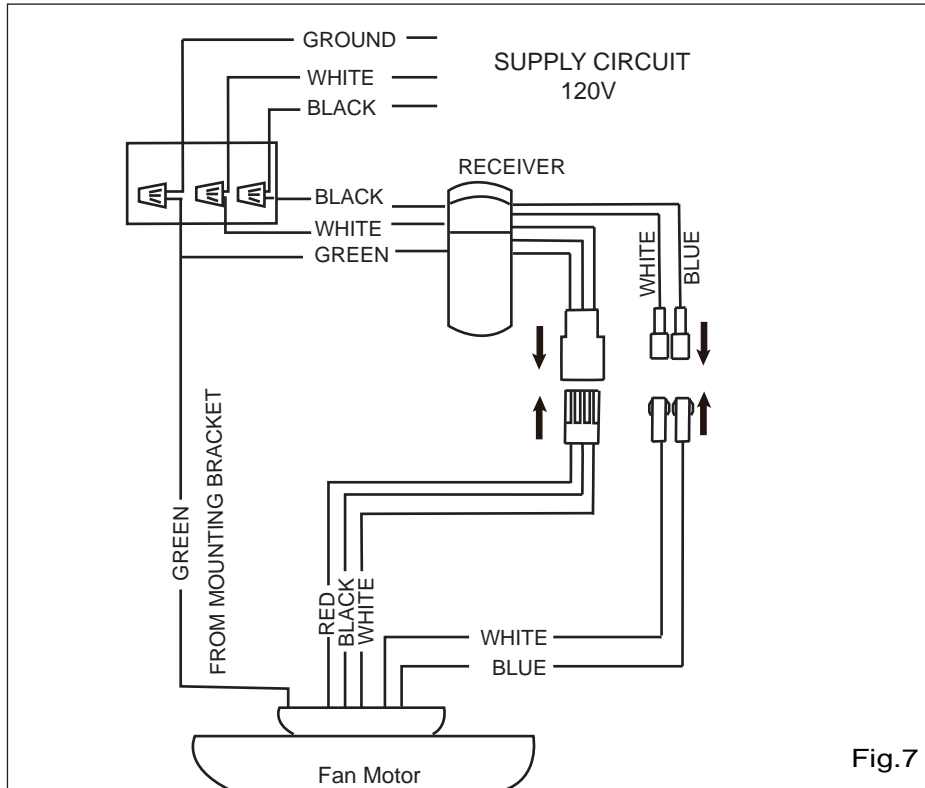 GROUND
WHITE
BLACK
SUPPLY CIRCUIT
120V
RECEIVER
BLACK
WHITE
GREEN
WHITE
BLUE
GREEN
FROM MOUNTING BRACKET
RED
BLACK
WHITE
WHITE
BLUE
Fan Motor
Fig.7